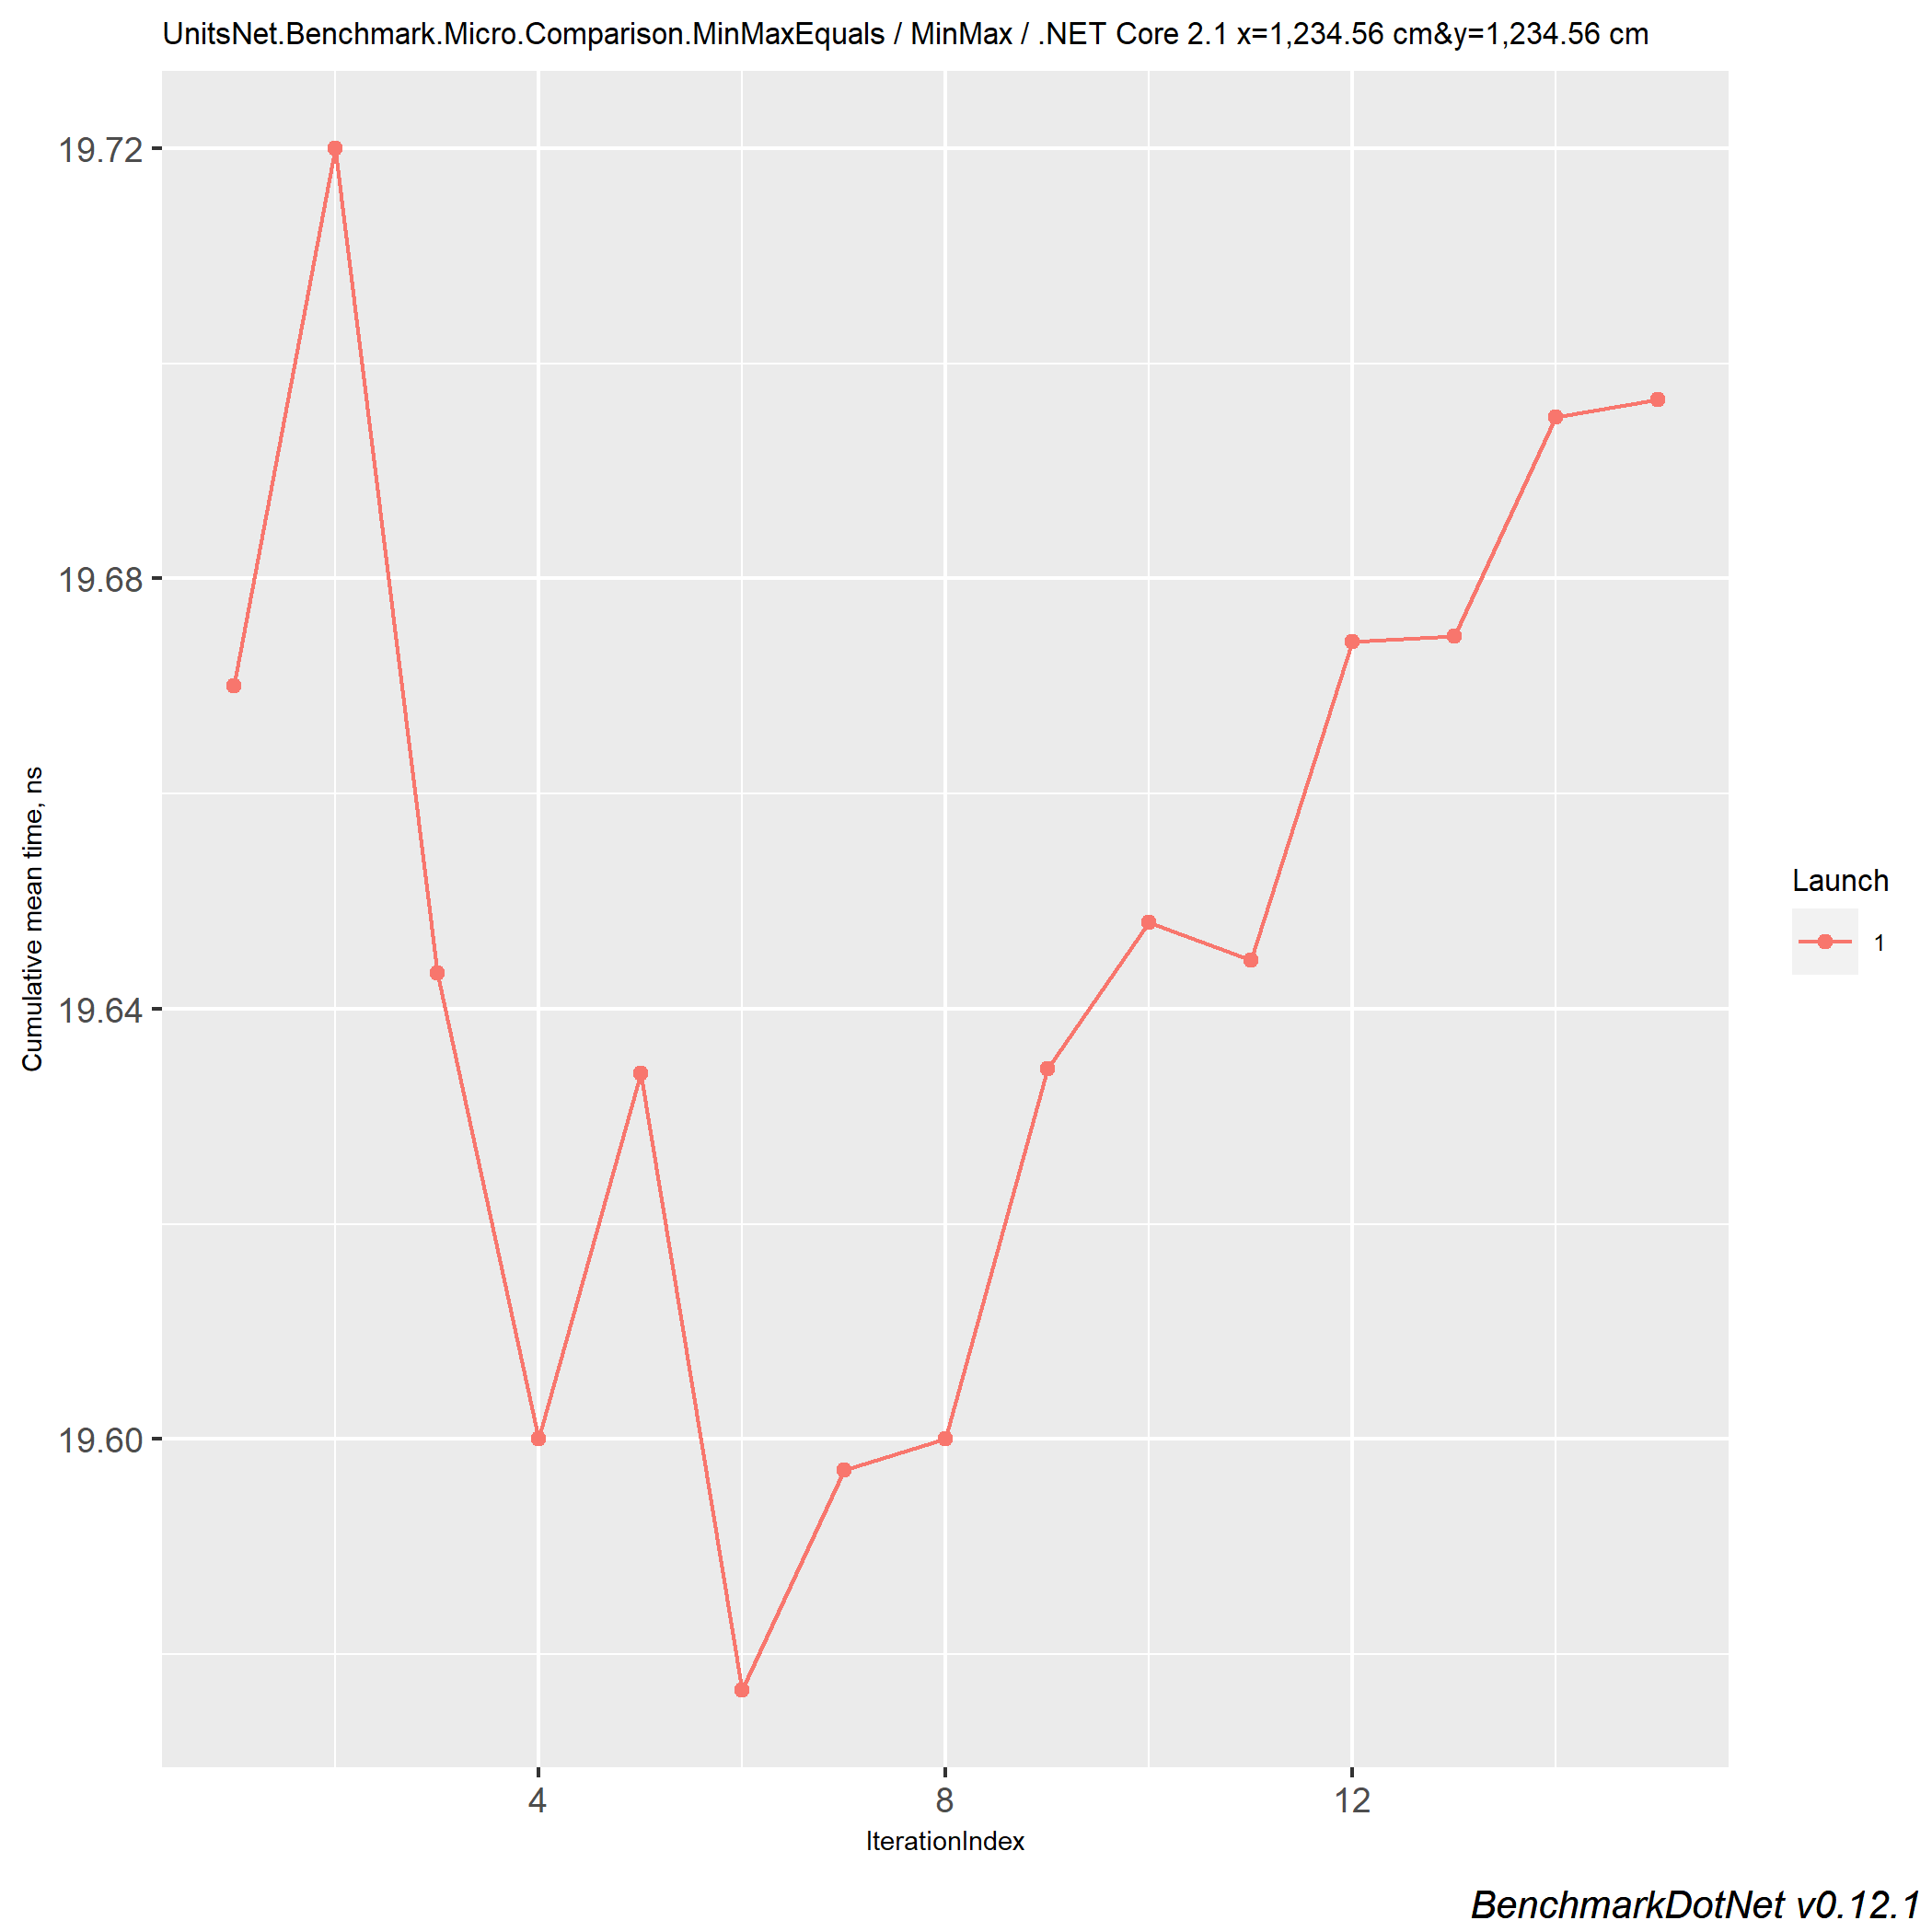 UnitsNet.Benchmark.Micro.Comparison.MinMaxEquals / MinMax / .NET Core 2.1 x=1,234.56 cm&y=1,234.56 cm
19.72
19.68
19.64
19.60
Cumulative mean time, ns
4
8
12
IterationIndex
Launch
1
BenchmarkDotNet v0.12.1